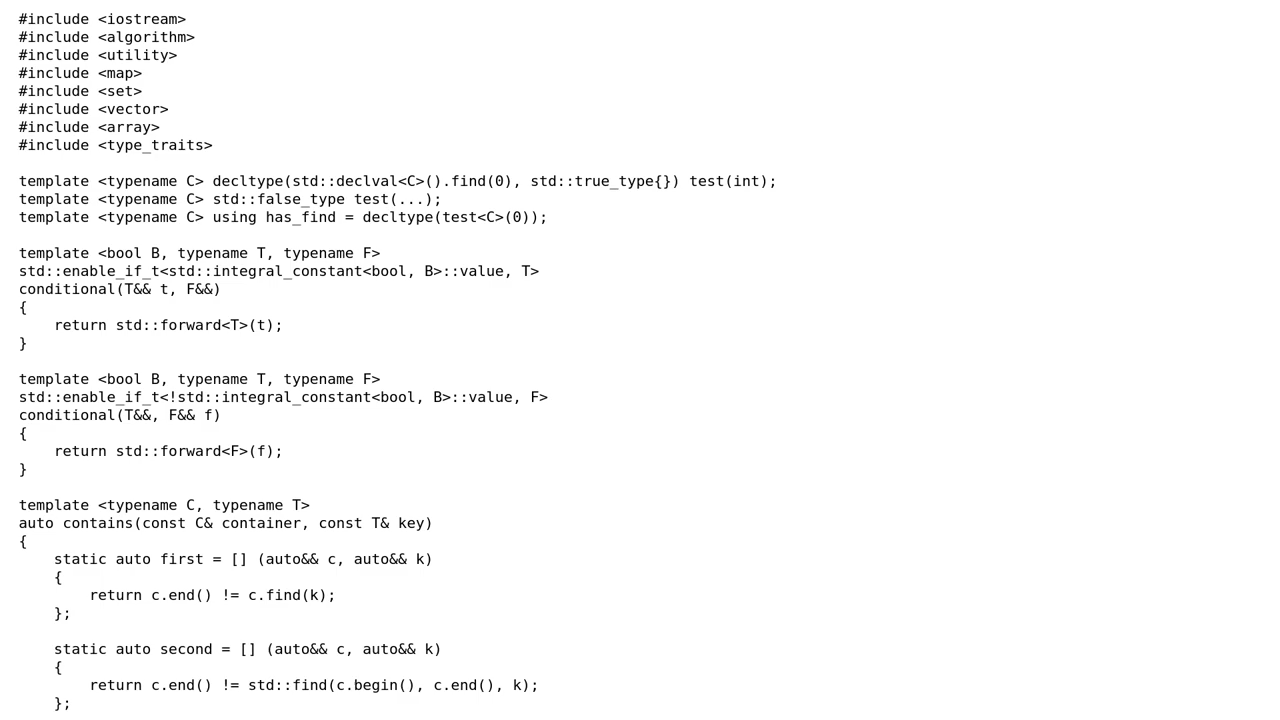 #include <iostream>
#include <algorithm>
#include <utility>
#include <map>
#include <set>
#include <vector>
#include <array>
#include <type_traits>

template <typename C> decltype(std::declval<C>().find(0), std::true_type{}) test(int);
template <typename C> std::false_type test(...);
template <typename C> using has_find = decltype(test<C>(0));

template <bool B, typename T, typename F>
std::enable_if_t<std::integral_constant<bool, B>::value, T>
conditional(T&& t, F&&)
{
    return std::forward<T>(t);
}

template <bool B, typename T, typename F>
std::enable_if_t<!std::integral_constant<bool, B>::value, F>
conditional(T&&, F&& f)
{
    return std::forward<F>(f);
}

template <typename C, typename T>
auto contains(const C& container, const T& key)
{
    static auto first = [] (auto&& c, auto&& k)
    {
        return c.end() != c.find(k);
    };

    static auto second = [] (auto&& c, auto&& k)
    {
        return c.end() != std::find(c.begin(), c.end(), k);
    };